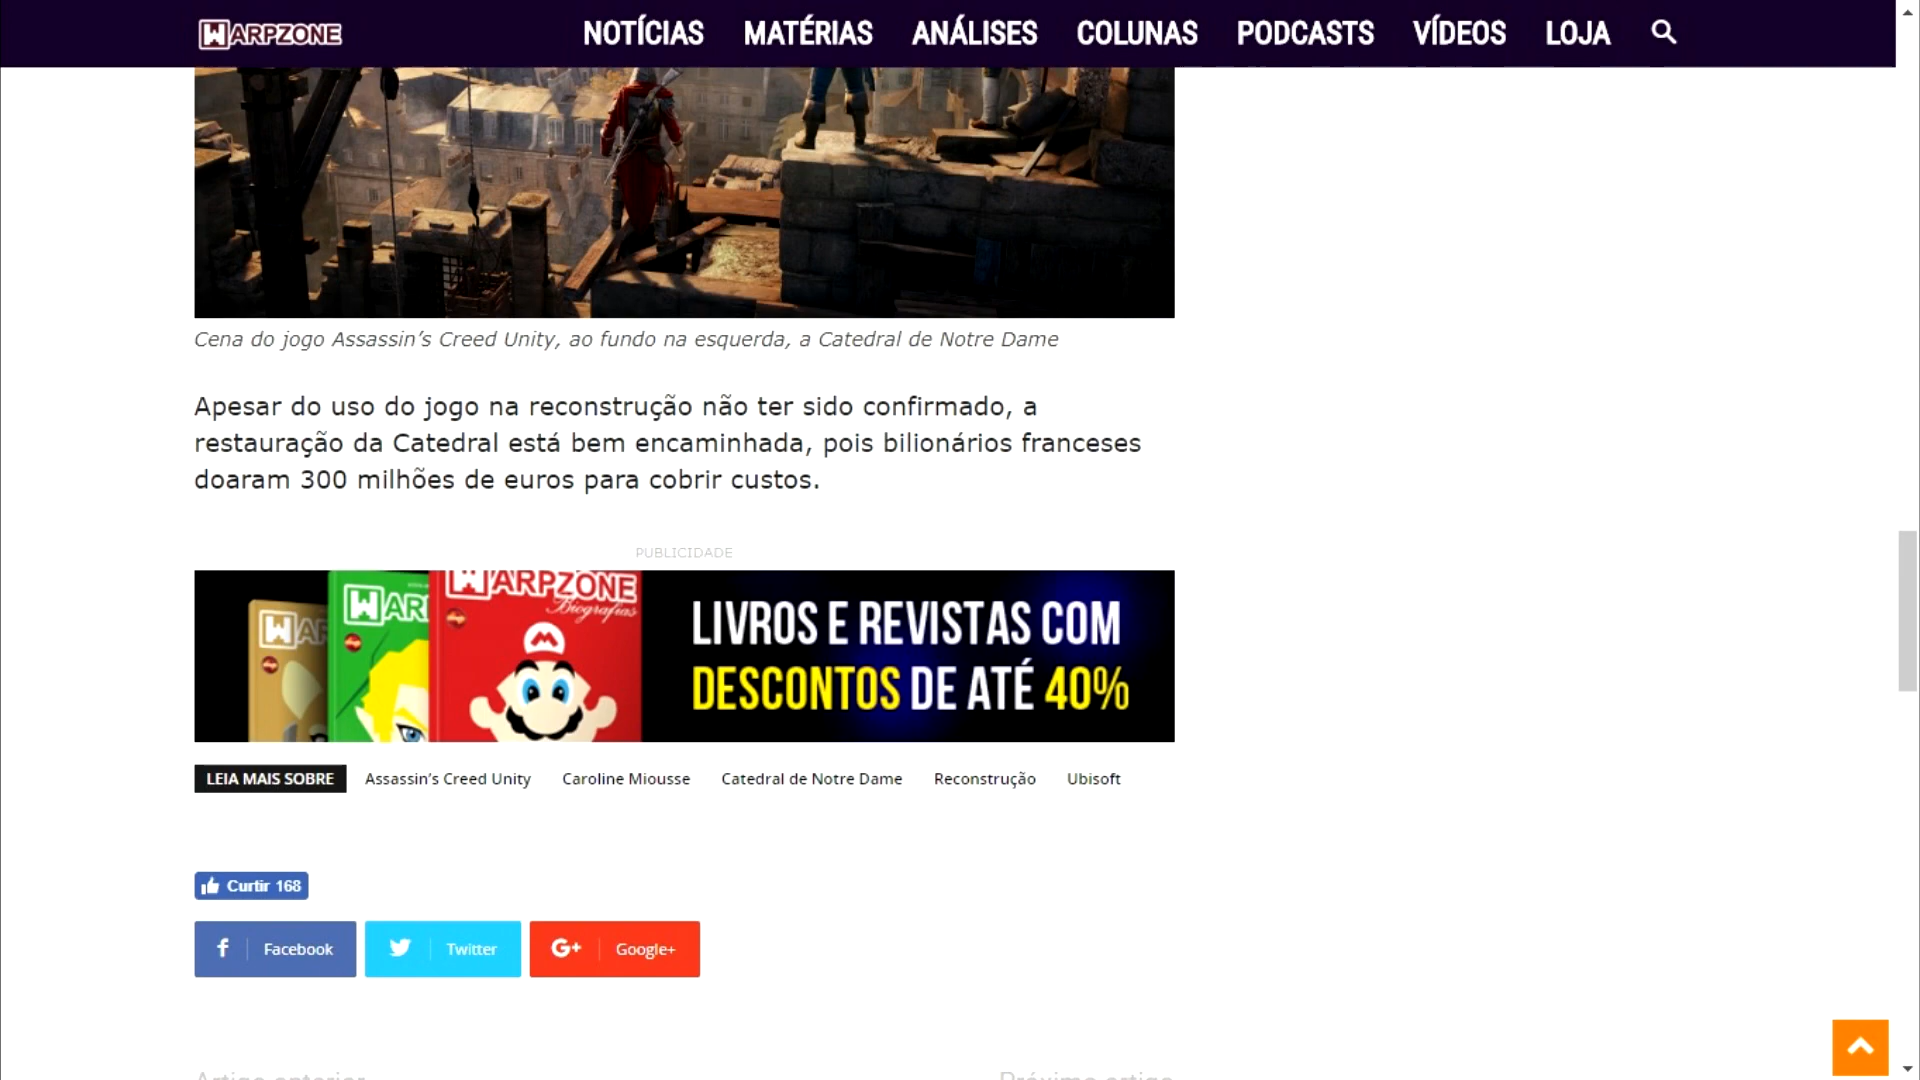 WARPZONE
NOTÍCIAS MATÉRIAS ANÁLISES COLUNAS PODCASTS VÍDEOS LOJA
Cena do jogo Assassin’s Creed Unity, ao fundo na esquerda, a Catedral de Notre Dame
Apesar do uso do jogo na reconstrução não ter sido confirmado, a
restauração da Catedral está bem encaminhada, pois bilionários franceses
doaram 300 milhões de euros para cobrir custos.
PUBLICIDADE
WARPZONE
Biografias
LIVROS E REVISTAS COM
DESCONTOS DE ATÉ 40%
LEIA MAIS SOBRE Assassin’s Creed Unity Caroline Miousse Catedral de Notre Dame Reconstrução Ubisoft
Curtir 168
Facebook Twitter G+ Google+
Artigo anterior Próximo artigo